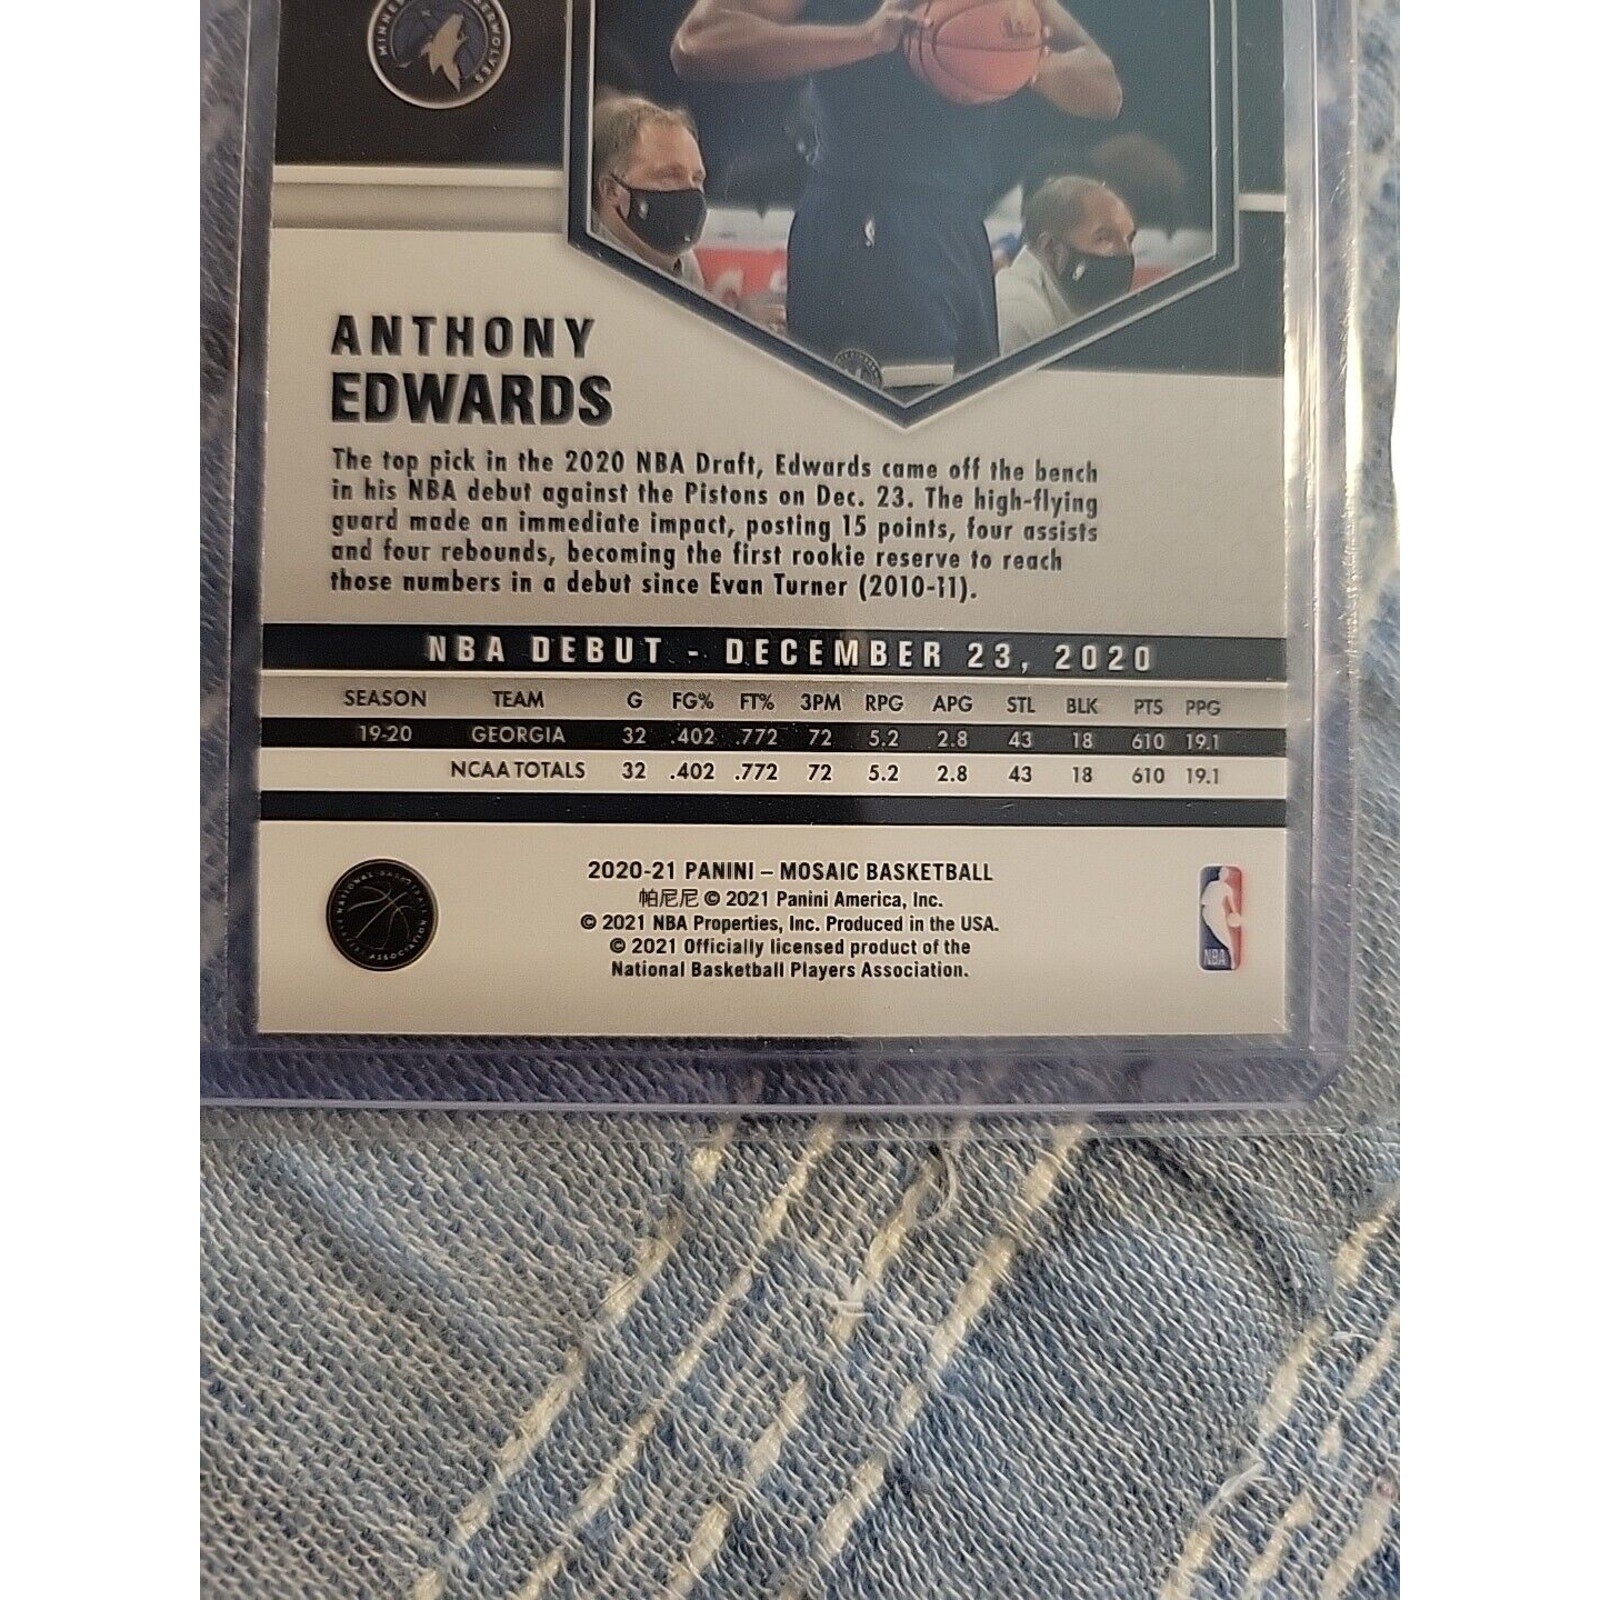 ANTHONY
EDWARDS
The top pick in the 2020 NBA Draft, Edwards came off the bench
in his NBA debut against the Pistons on Dec. 23. The high-flying
guard made an immediate impact, posting 15 points, four assists
and four rebounds, becoming the first rookie reserve to reach
those numbers in a debut since Evan Turner (2010-11).
NBA DEBUT - DECEMBER 23, 2020
SEASON TEAM G FG% FT% 3PM RPG APG STL BLK PTS PPG
19-20 GEORGIA 32 .402 .772 72 5.2 2.8 43 18 610 19.1
NCAA TOTALS 32 .402 .772 72 5.2 2.8 43 18 610 19.1
2020-21 PANINI – MOSAIC BASKETBALL
帕尼尼 © 2021 Panini America, Inc.
© 2021 NBA Properties, Inc. Produced in the USA.
© 2021 Officially licensed product of the
National Basketball Players Association.
NATIONAL BASKETBALL
PLAYERS ASSOCIATION
NBA